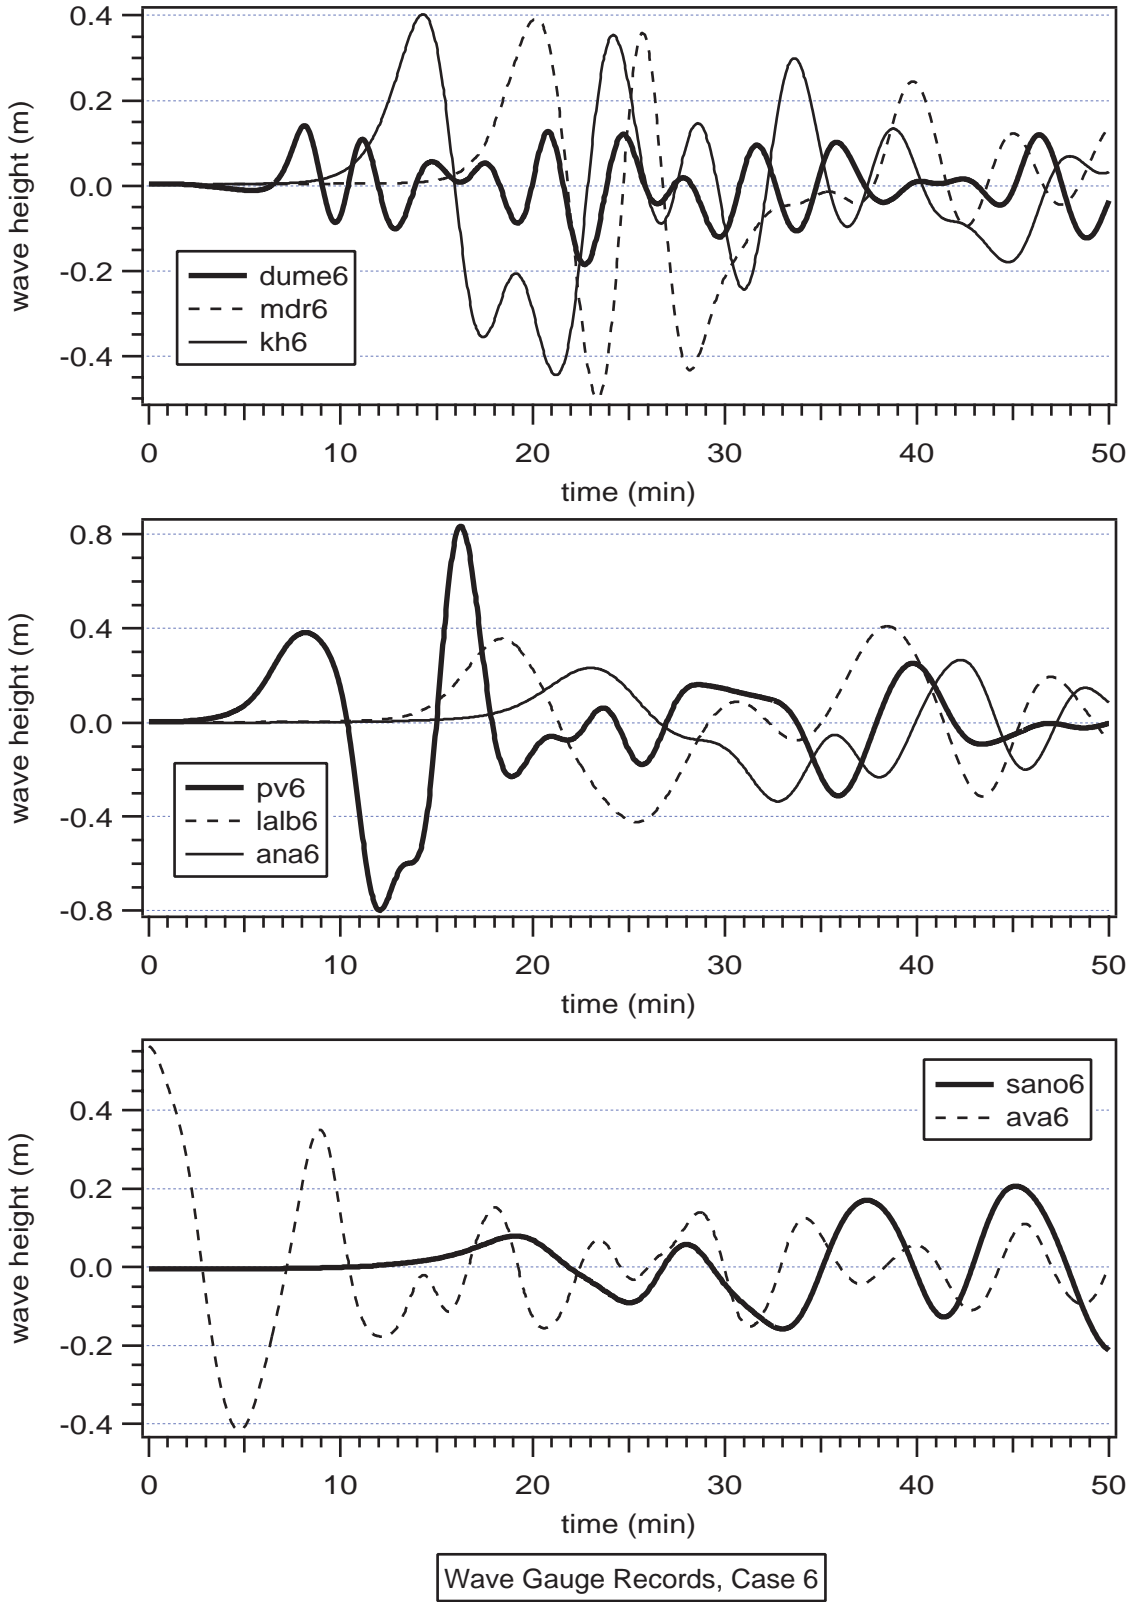 0.4
0.2
0.0
-0.2
-0.4
wave height (m)
dume6
mdr6
kh6
0 10 20 30 40 50
time (min)
0.8
0.4
0.0
-0.4
-0.8
wave height (m)
pv6
lalb6
ana6
0 10 20 30 40 50
time (min)
0.4
0.2
0.0
-0.2
-0.4
wave height (m)
sano6
ava6
0 10 20 30 40 50
time (min)
Wave Gauge Records, Case 6